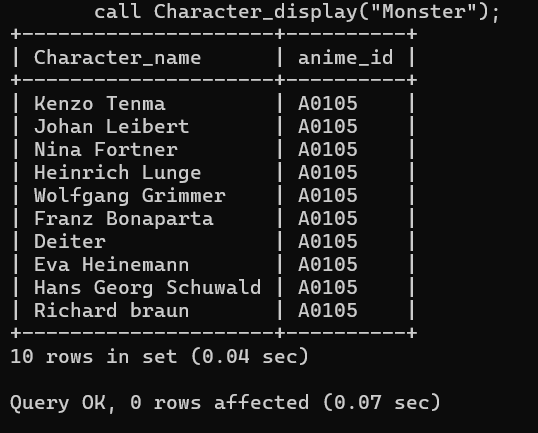 call Character_display("Monster");
+---------------------+----------+
| Character_name      | anime_id |
+---------------------+----------+
| Kenzo Tenma         | A0105    |
| Johan Leibert       | A0105    |
| Nina Fortner        | A0105    |
| Heinrich Lunge      | A0105    |
| Wolfgang Grimmer    | A0105    |
| Franz Bonaparta     | A0105    |
| Deiter              | A0105    |
| Eva Heinemann       | A0105    |
| Hans Georg Schuwald | A0105    |
| Richard braun       | A0105    |
+---------------------+----------+
10 rows in set (0.04 sec)
Query OK, 0 rows affected (0.07 sec)